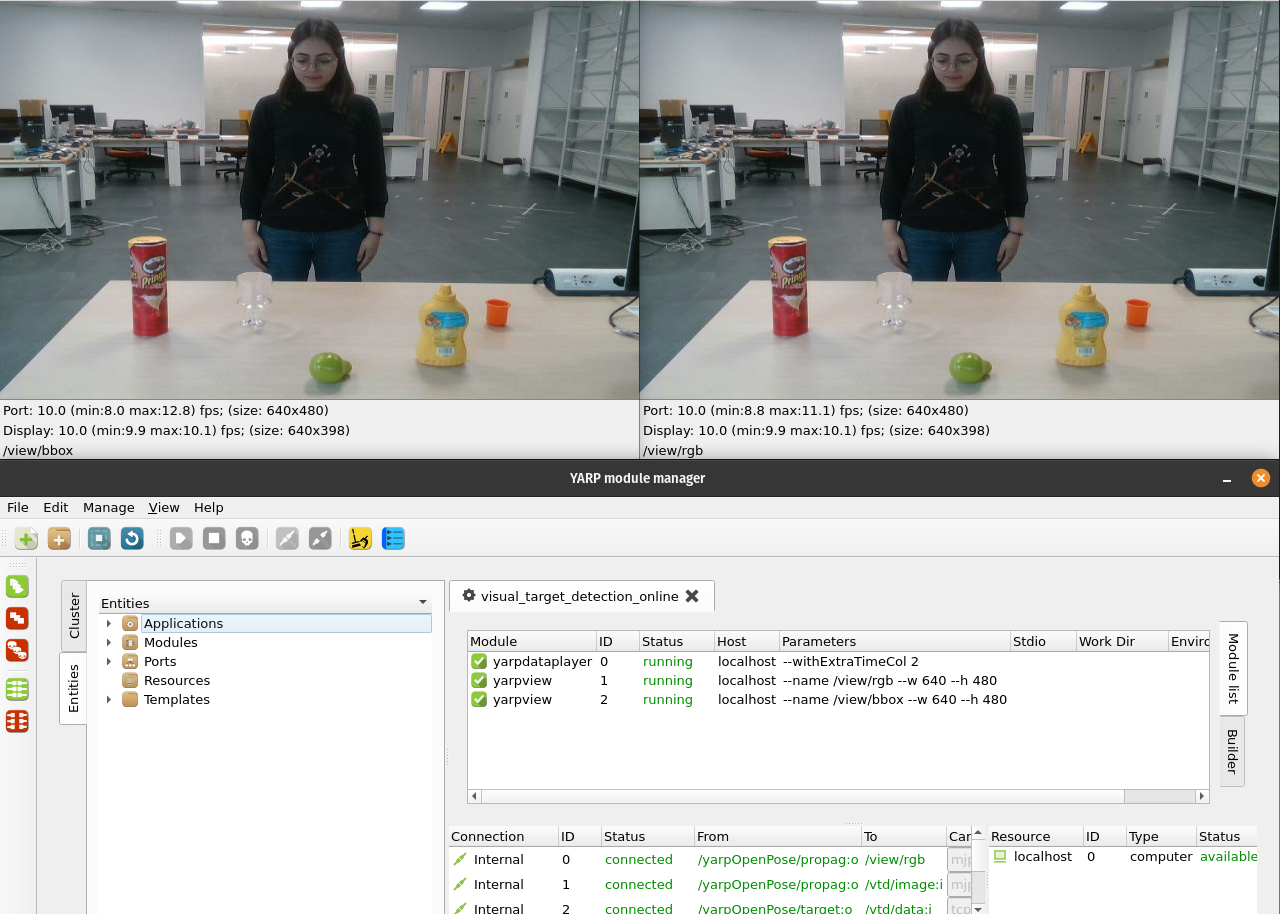 Pringles
Pringles
Port: 10.0 (min:8.0 max:12.8) fps; (size: 640x480)
Display: 10.0 (min:9.9 max:10.1) fps; (size: 640x398)
/view/bbox
Port: 10.0 (min:8.8 max:11.1) fps; (size: 640x480)
Display: 10.0 (min:9.9 max:10.1) fps; (size: 640x398)
/view/rgb
YARP module manager
File Edit Manage View Help
Cluster
Entities
Entities
Applications
Modules
Ports
Resources
Templates
visual_target_detection_online
Module ID Status Host Parameters Stdio Work Dir Enviro
yarpdataplayer 0 running localhost --withExtraTimeCol 2
yarpview 1 running localhost --name /view/rgb --w 640 --h 480
yarpview 2 running localhost --name /view/bbox --w 640 --h 480
Module list
Builder
Connection ID Status From To Car
Internal 0 connected /yarpOpenPose/propag:o /view/rgb mjp
Internal 1 connected /yarpOpenPose/propag:o /vtd/image:i mjp
Internal 2 connected /yarpOpenPose/target:o /vtd/data:i tcp
Resource ID Type Status
localhost 0 computer available